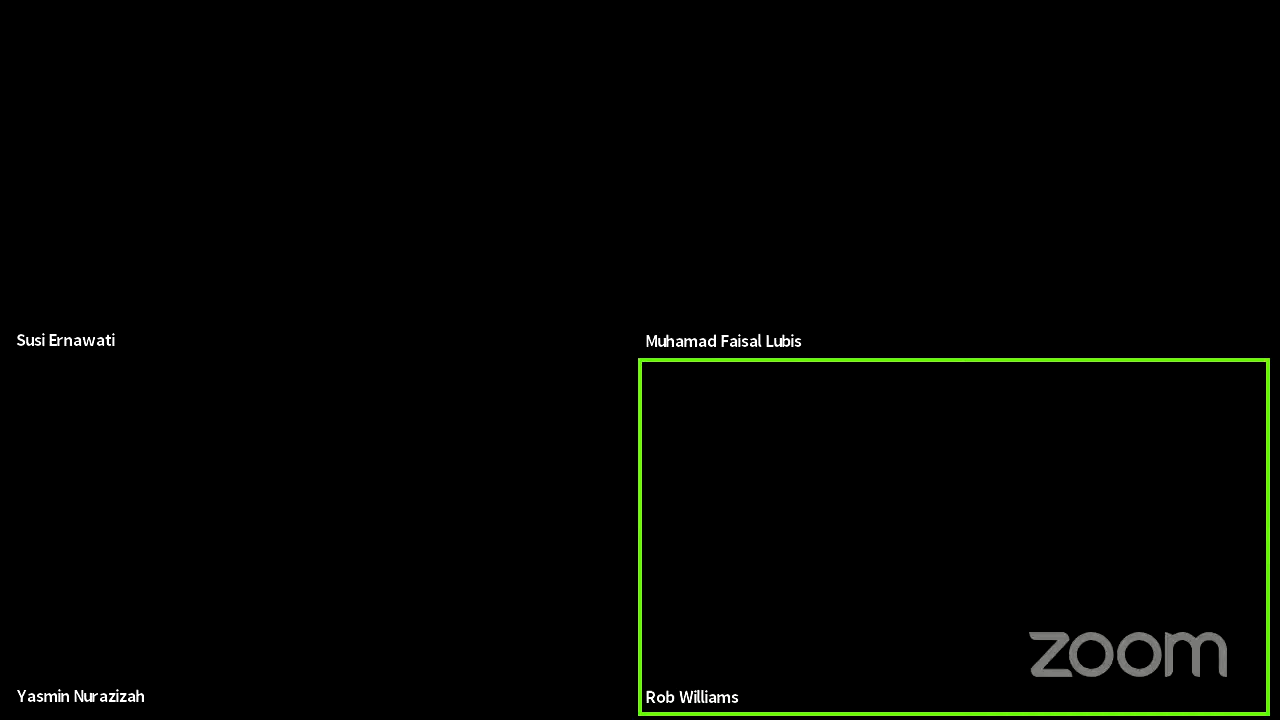 Susi Ernawati
Muhamad Faisal Lubis
Yasmin Nurazizah
Rob Williams
zoom